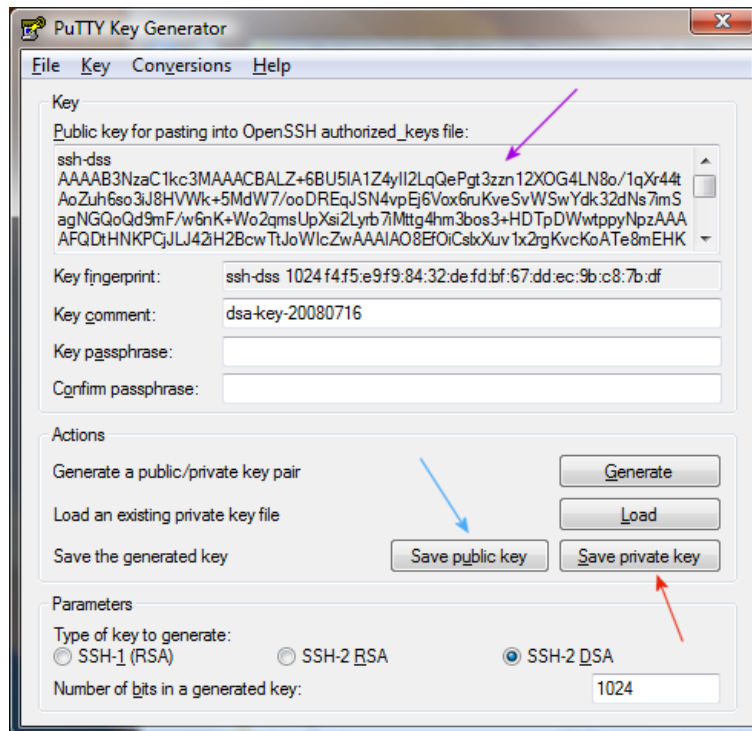 PuTTY Key Generator
File Key Conversions Help
Key
Public key for pasting into OpenSSH authorized_keys file:
ssh-dss
AAAAB3NzaC1kc3MAAACBALZ+6BU5IA1Z4yII2LqQePgt3zzn12XOG4LN8o/1qXr44t
AoZuh6so3iJ8HVWk+5MdW7/ooDREqJSN4vpEj6Vox6ruKveSvWSwYdk32dNs7imS
agNGQoQd9mF/w6nK+Wo2qmsUpXsi2Lyrb7iMttg4hm3bos3+HDTpDWwtppyNpzAAA
AFQDtHNKPCjJLJ42iH2BcwTtJoWIcZwAAAIAO8EfOiCslxXuv1x2rgKvcKoATe8mEHK
Key fingerprint: ssh-dss 1024 f4:f5:e9:f9:84:32:de:fd:bf:67:dd:ec:9b:c8:7b:df
Key comment: dsa-key-20080716
Key passphrase:
Confirm passphrase:
Actions
Generate a public/private key pair Generate
Load an existing private key file Load
Save the generated key Save public key Save private key
Parameters
Type of key to generate:
SSH-1 (RSA) SSH-2 RSA SSH-2 DSA
Number of bits in a generated key: 1024